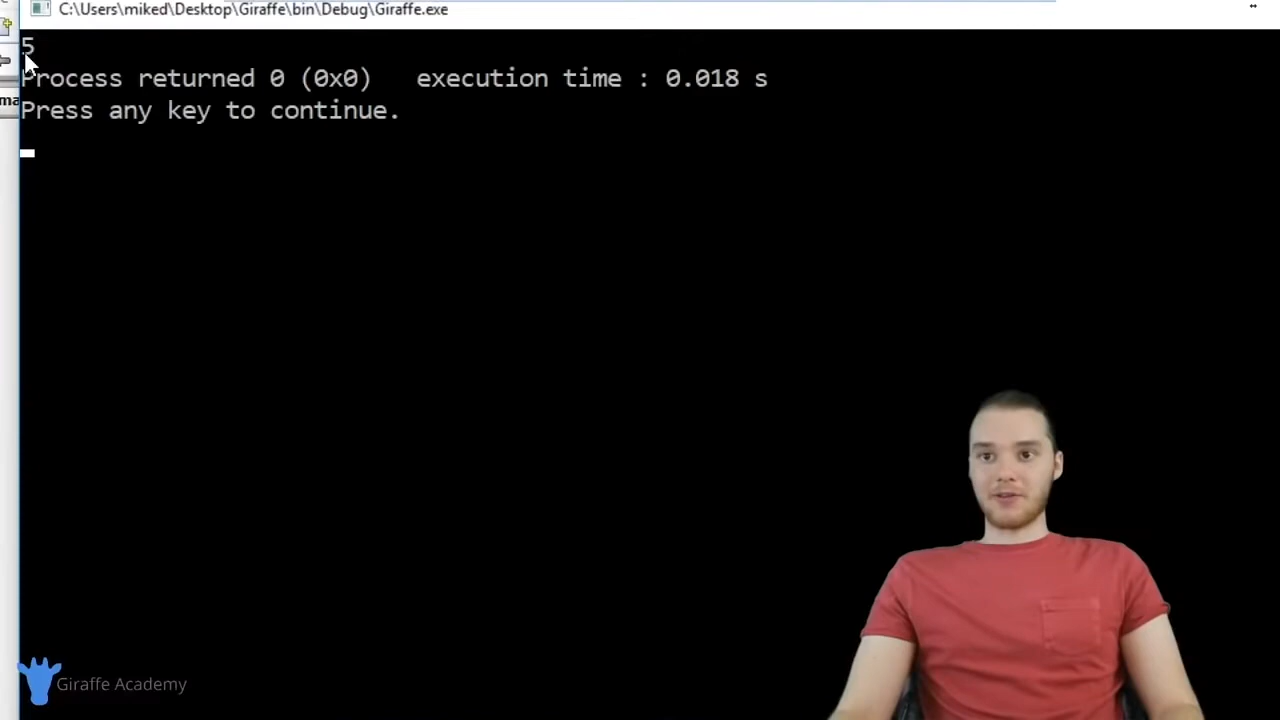 C:\Users\miked\Desktop\Giraffe\bin\Debug\Giraffe.exe
5
Process returned 0 (0x0)   execution time : 0.018 s
Press any key to continue.
Giraffe Academy